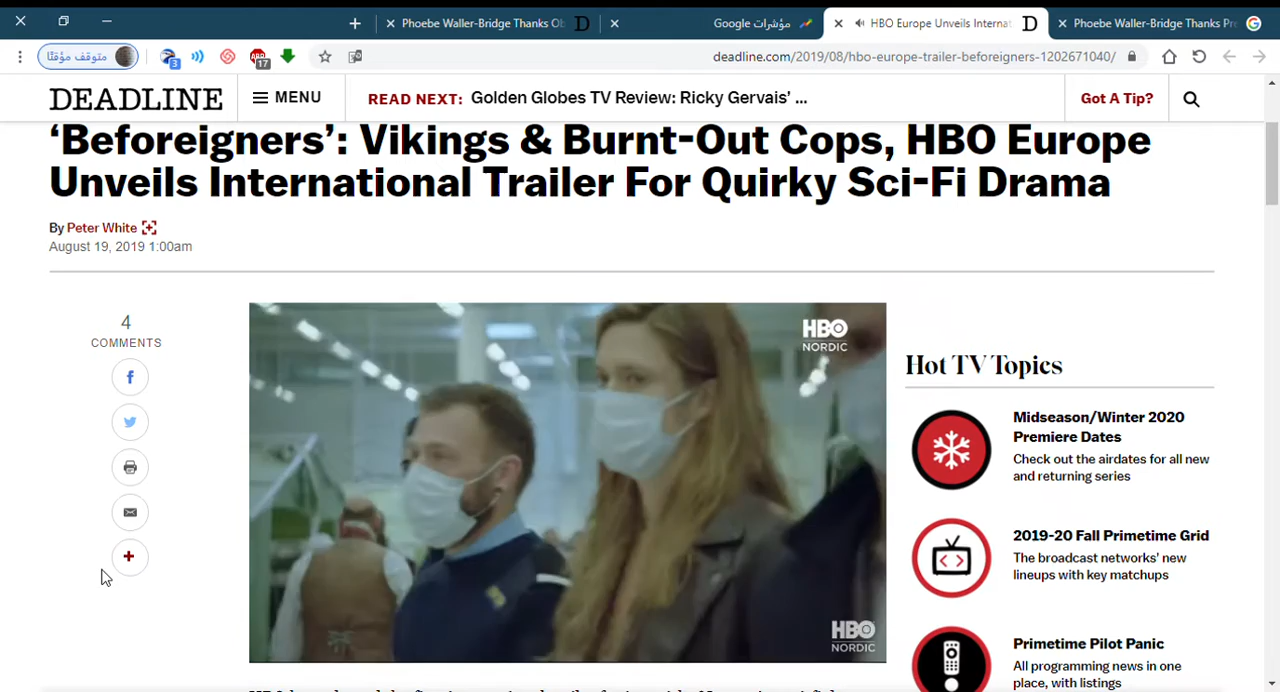 Phoebe Waller-Bridge Thanks Ob
مؤشرات Google
HBO Europe Unveils Internat
Phoebe Waller-Bridge Thanks Pr
متوقف مؤقتًا
3
17
deadline.com/2019/08/hbo-europe-trailer-beforeigners-1202671040/
DEADLINE
MENU
READ NEXT: Golden Globes TV Review: Ricky Gervais’ ...
Got A Tip?
‘Beforeigners’: Vikings & Burnt-Out Cops, HBO Europe
Unveils International Trailer For Quirky Sci-Fi Drama
By Peter White
August 19, 2019 1:00am
4
COMMENTS
HBO
NORDIC
HBO
NORDIC
Hot TV Topics
Midseason/Winter 2020
Premiere Dates
Check out the airdates for all new
and returning series
2019-20 Fall Primetime Grid
The broadcast networks' new
lineups with key matchups
Primetime Pilot Panic
All programming news in one
place, with listings